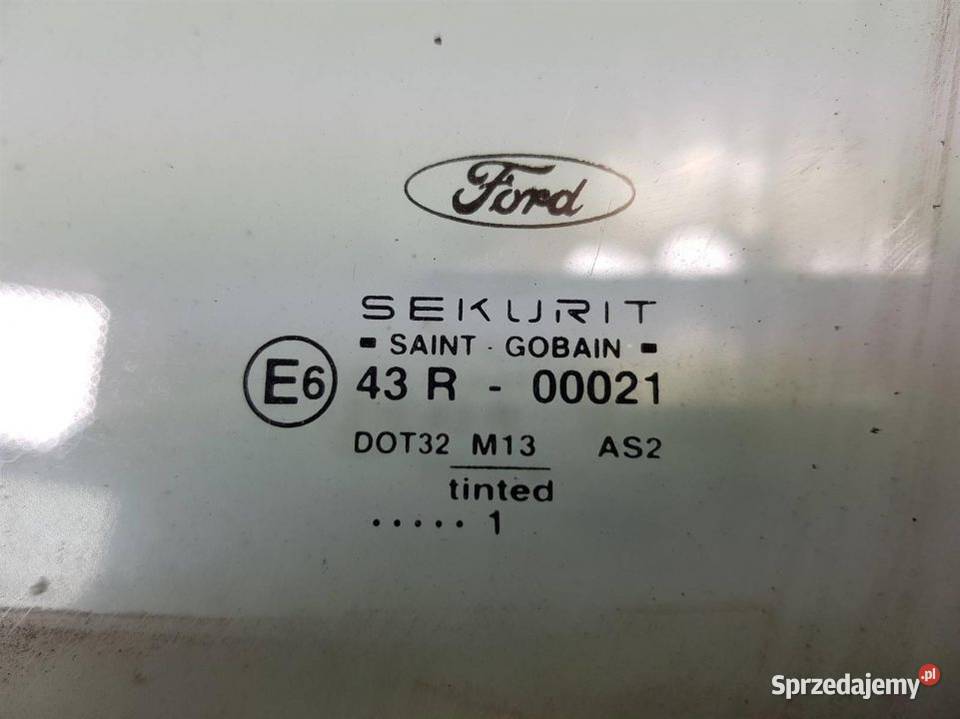 Ford
SEKURIT
SAINT - GOBAIN
E6 43 R - 00021
DOT32 M13 AS2
tinted
.....1
Sprzedajemy.pl